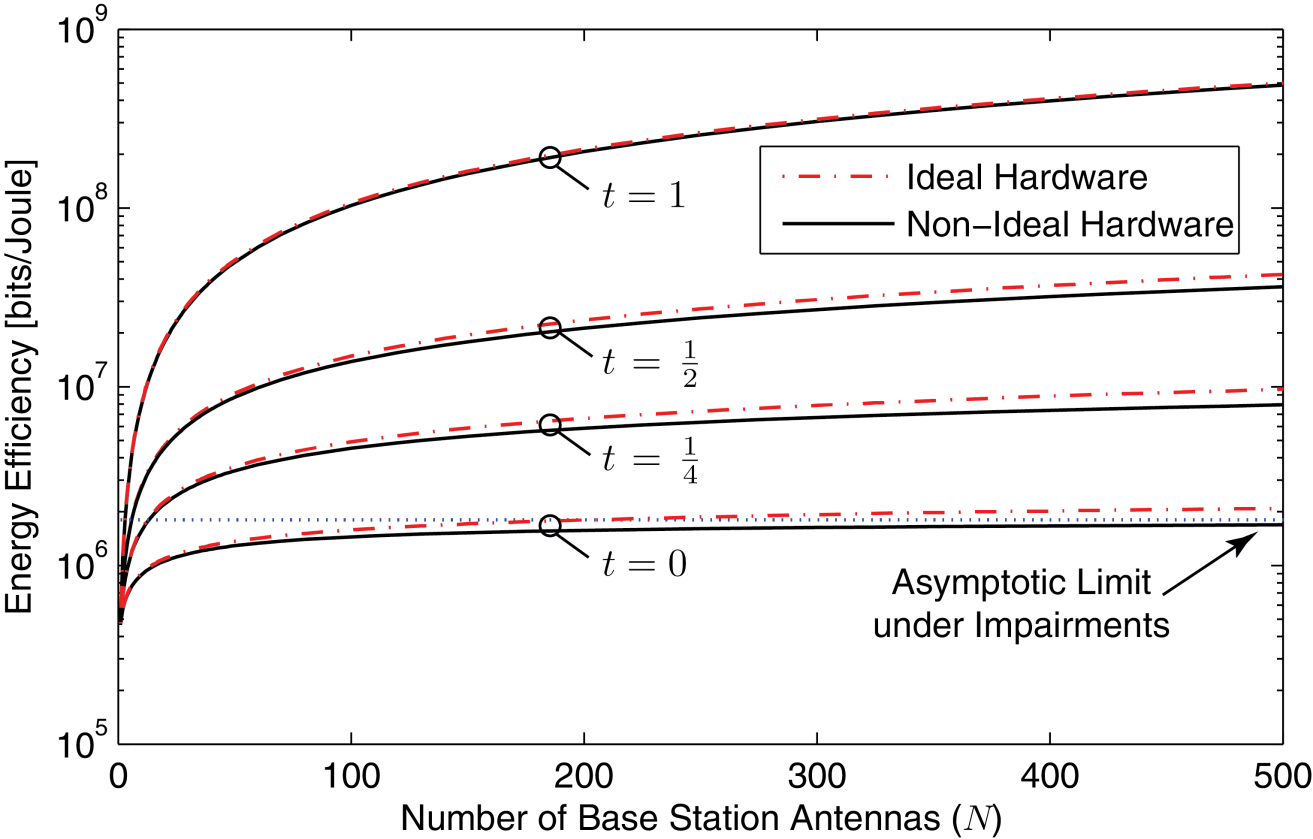 Energy Efficiency [bits/Joule]
10^9
10^8
10^7
10^6
10^5
t = 1
t = 1/2
t = 1/4
t = 0
Ideal Hardware
Non−Ideal Hardware
Asymptotic Limit
under Impairments
0 100 200 300 400 500
Number of Base Station Antennas (N)